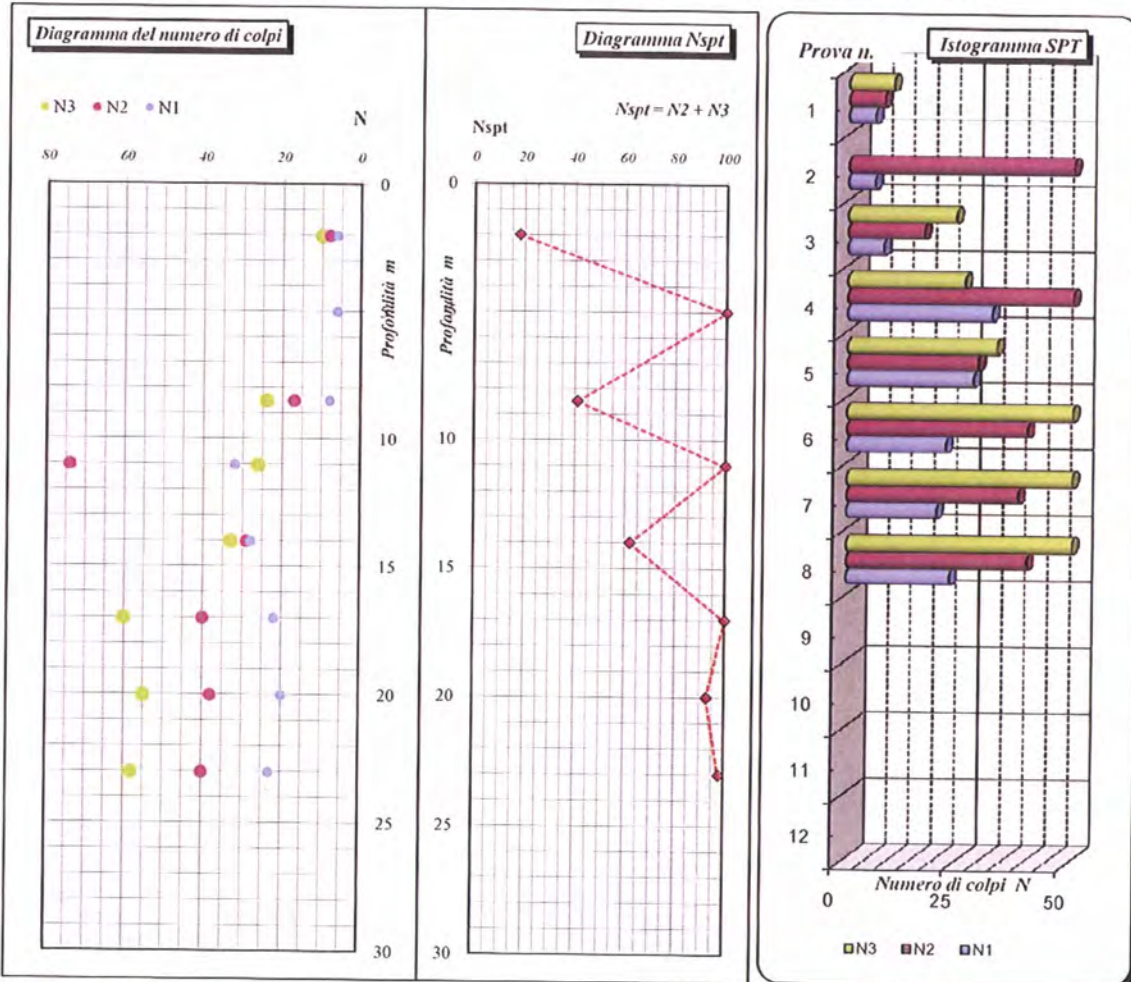 Diagramma del numero di colpi
N3 N2 N1
N
80 60 40 20 0
0
10
15
20
25
30
Profondità m
Diagramma Nspt
Nspt = N2 + N3
Nspt
0 20 40 60 80 100
0
10
15
20
25
30
Profondità m
Istogramma SPT
Prova n.
1
2
3
4
5
6
7
8
9
10
11
12
Numero di colpi N
0 25 50
N3 N2 N1